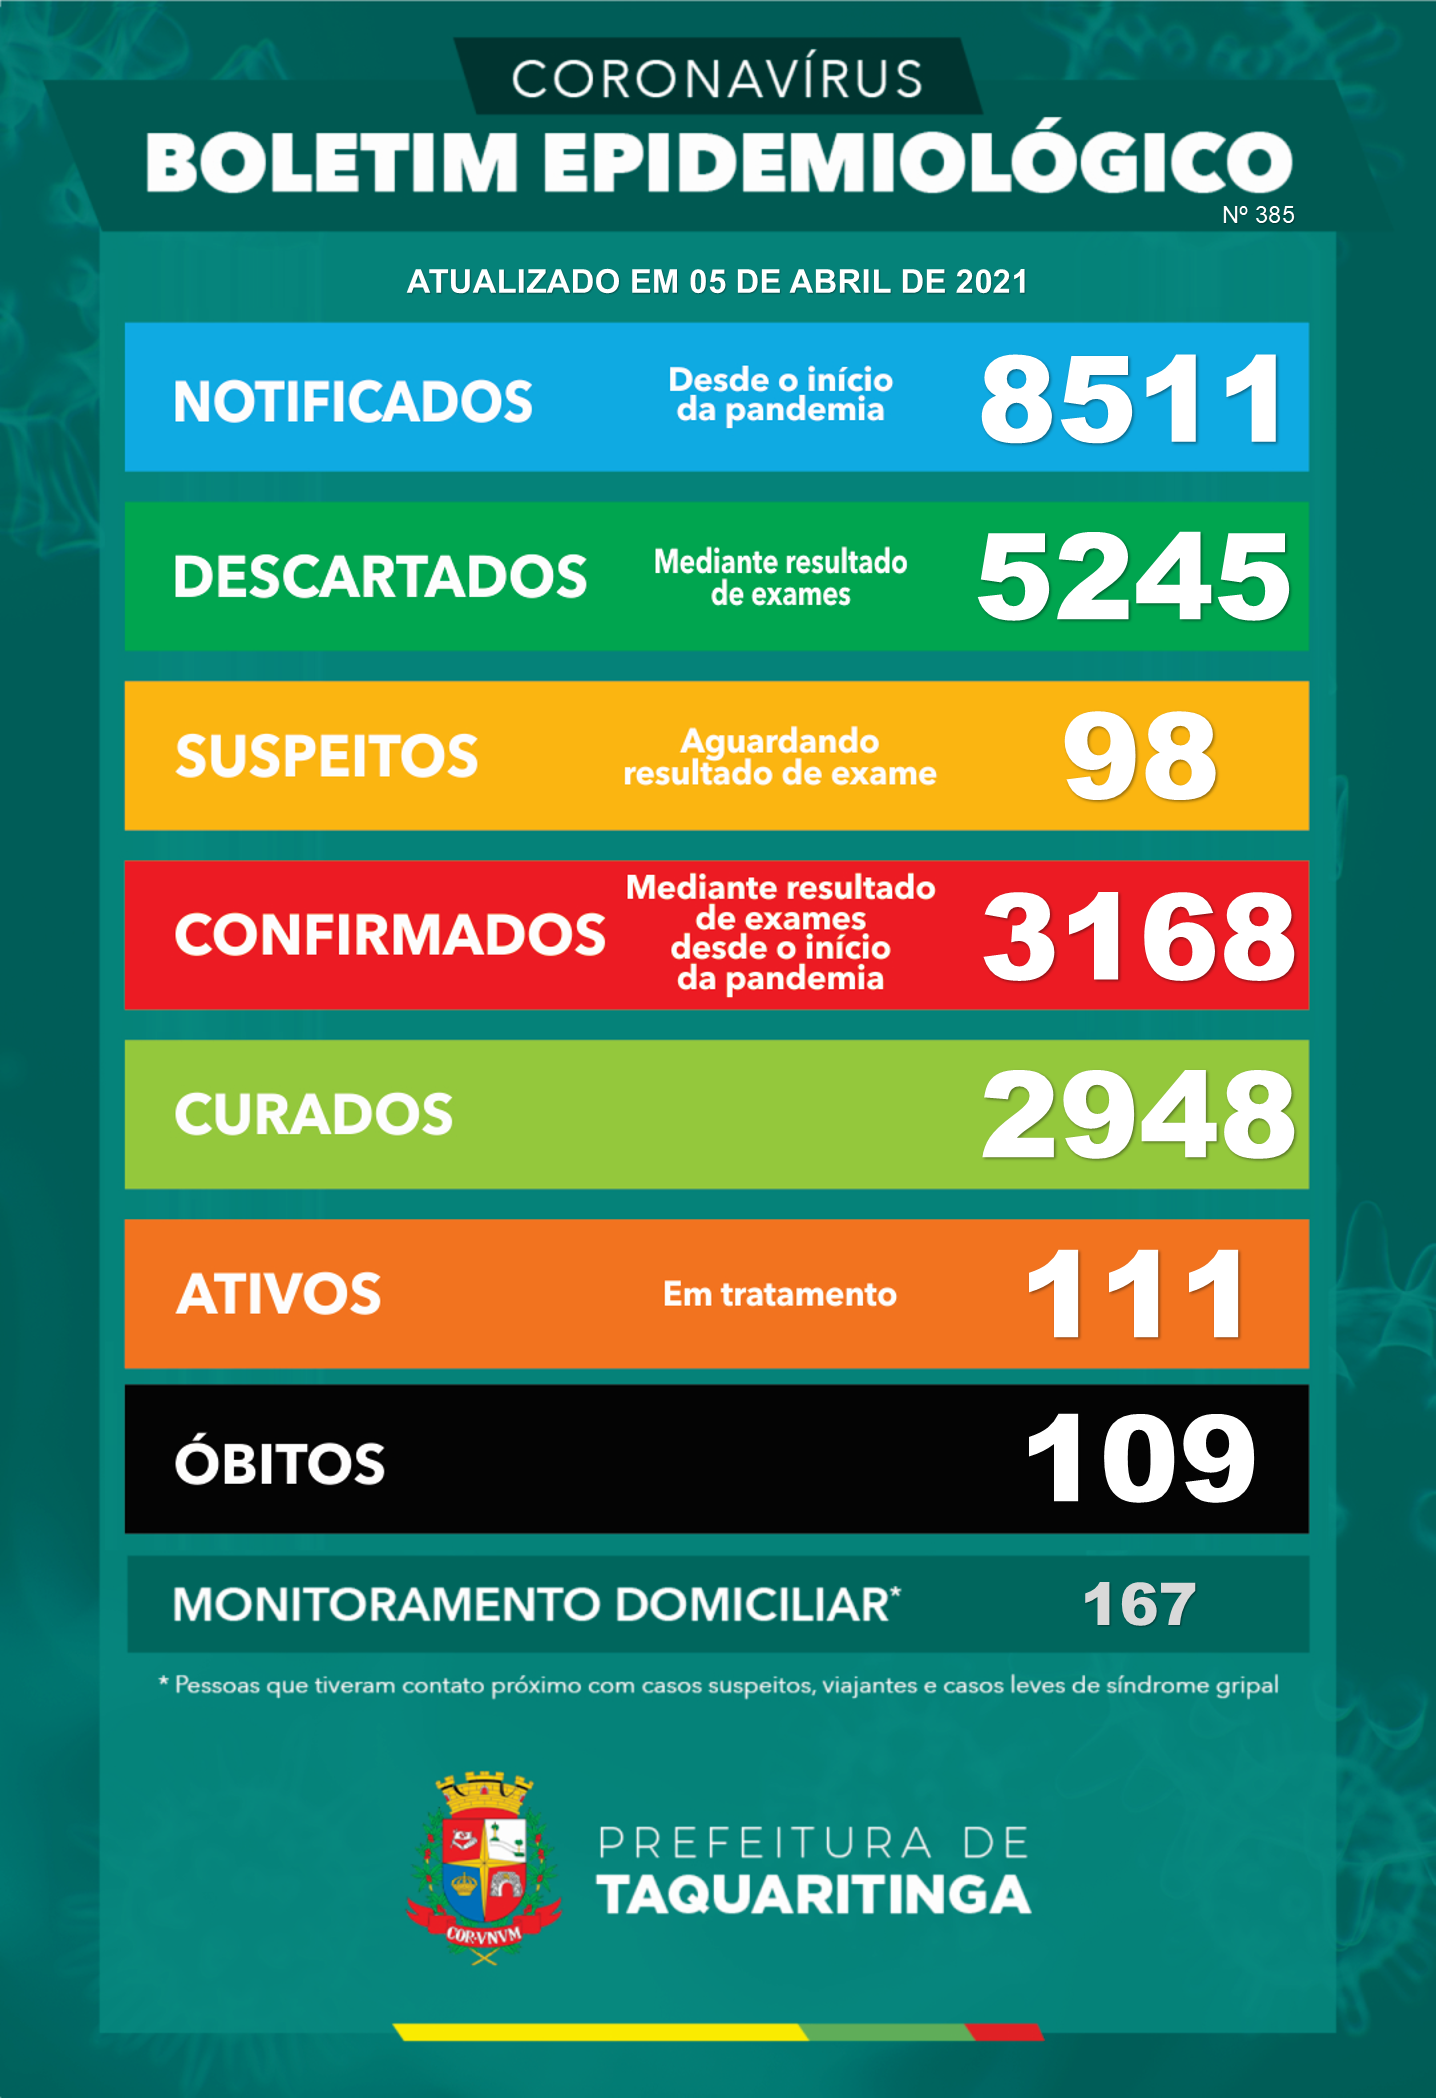 CORONAVÍRUS
BOLETIM EPIDEMIOLÓGICO
Nº 385
ATUALIZADO EM 05 DE ABRIL DE 2021
NOTIFICADOS
Desde o início
da pandemia
8511
DESCARTADOS
Mediante resultado
de exames
5245
SUSPEITOS
Aguardando
resultado de exame
98
CONFIRMADOS
Mediante resultado
de exames
desde o início
da pandemia
3168
CURADOS
2948
ATIVOS
Em tratamento
111
ÓBITOS
109
MONITORAMENTO DOMICILIAR*
167
* Pessoas que tiveram contato próximo com casos suspeitos, viajantes e casos leves de síndrome gripal
COR·VNVM
PREFEITURA DE
TAQUARITINGA